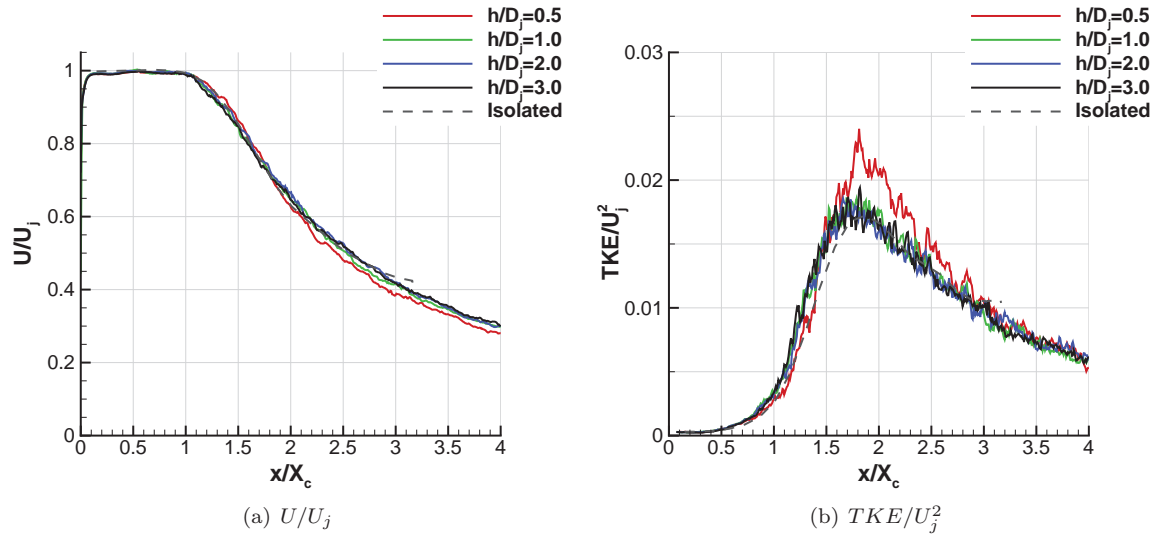 h/Dj=0.5
h/Dj=1.0
h/Dj=2.0
h/Dj=3.0
Isolated
U/Uj
1
0.8
0.6
0.4
0.2
0
0 0.5 1 1.5 2 2.5 3 3.5 4
x/Xc
(a) U/Uj
h/Dj=0.5
h/Dj=1.0
h/Dj=2.0
h/Dj=3.0
Isolated
TKE/Uj²
0.03
0.02
0.01
0
0 0.5 1 1.5 2 2.5 3 3.5 4
x/Xc
(b) TKE/Uj²